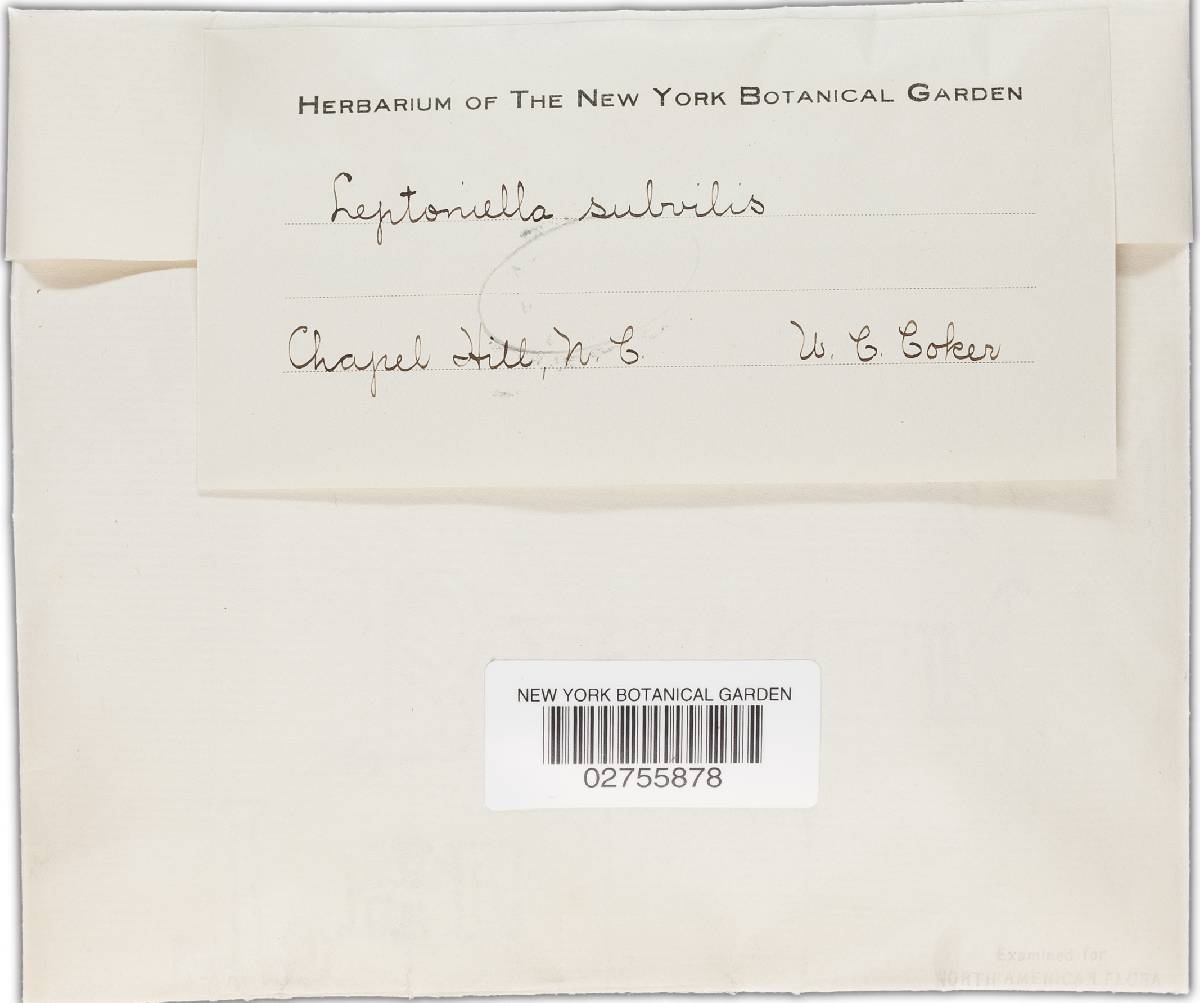 HERBARIUM OF THE NEW YORK BOTANICAL GARDEN
Leptoniella subvilis
Chapel Hill, N. C. W. C. Coker
NEW YORK BOTANICAL GARDEN
02755878
Examined for
NORTH AMERICAN FLORA